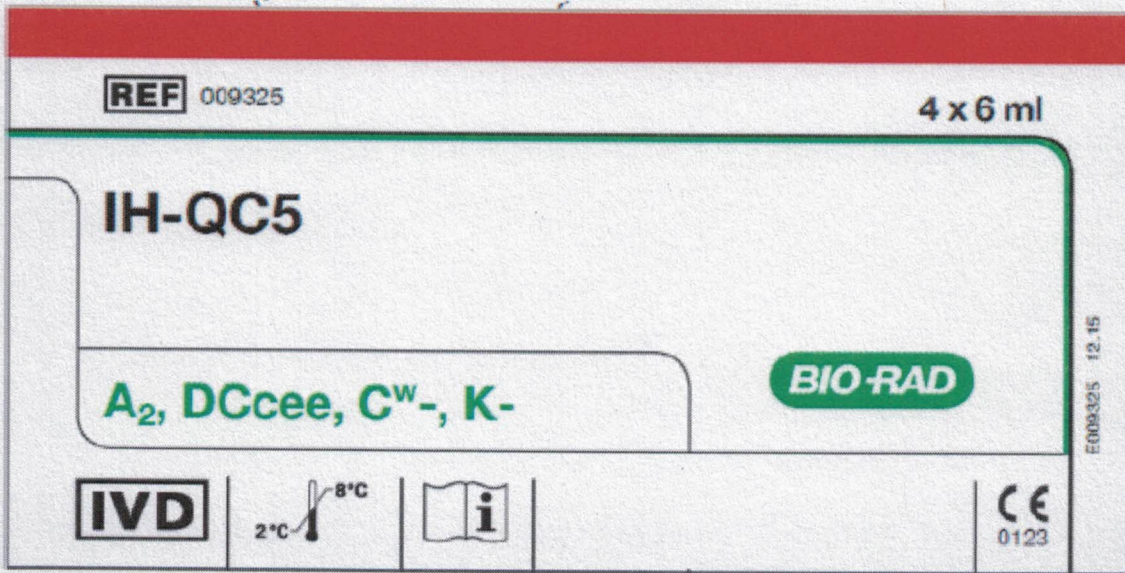 REF 009325
4 x 6 ml
IH-QC5
A₂, DCcee, Cʷ-, K-
BIO-RAD
E009325 12.15
IVD
2°C 8°C
i
CE
0123